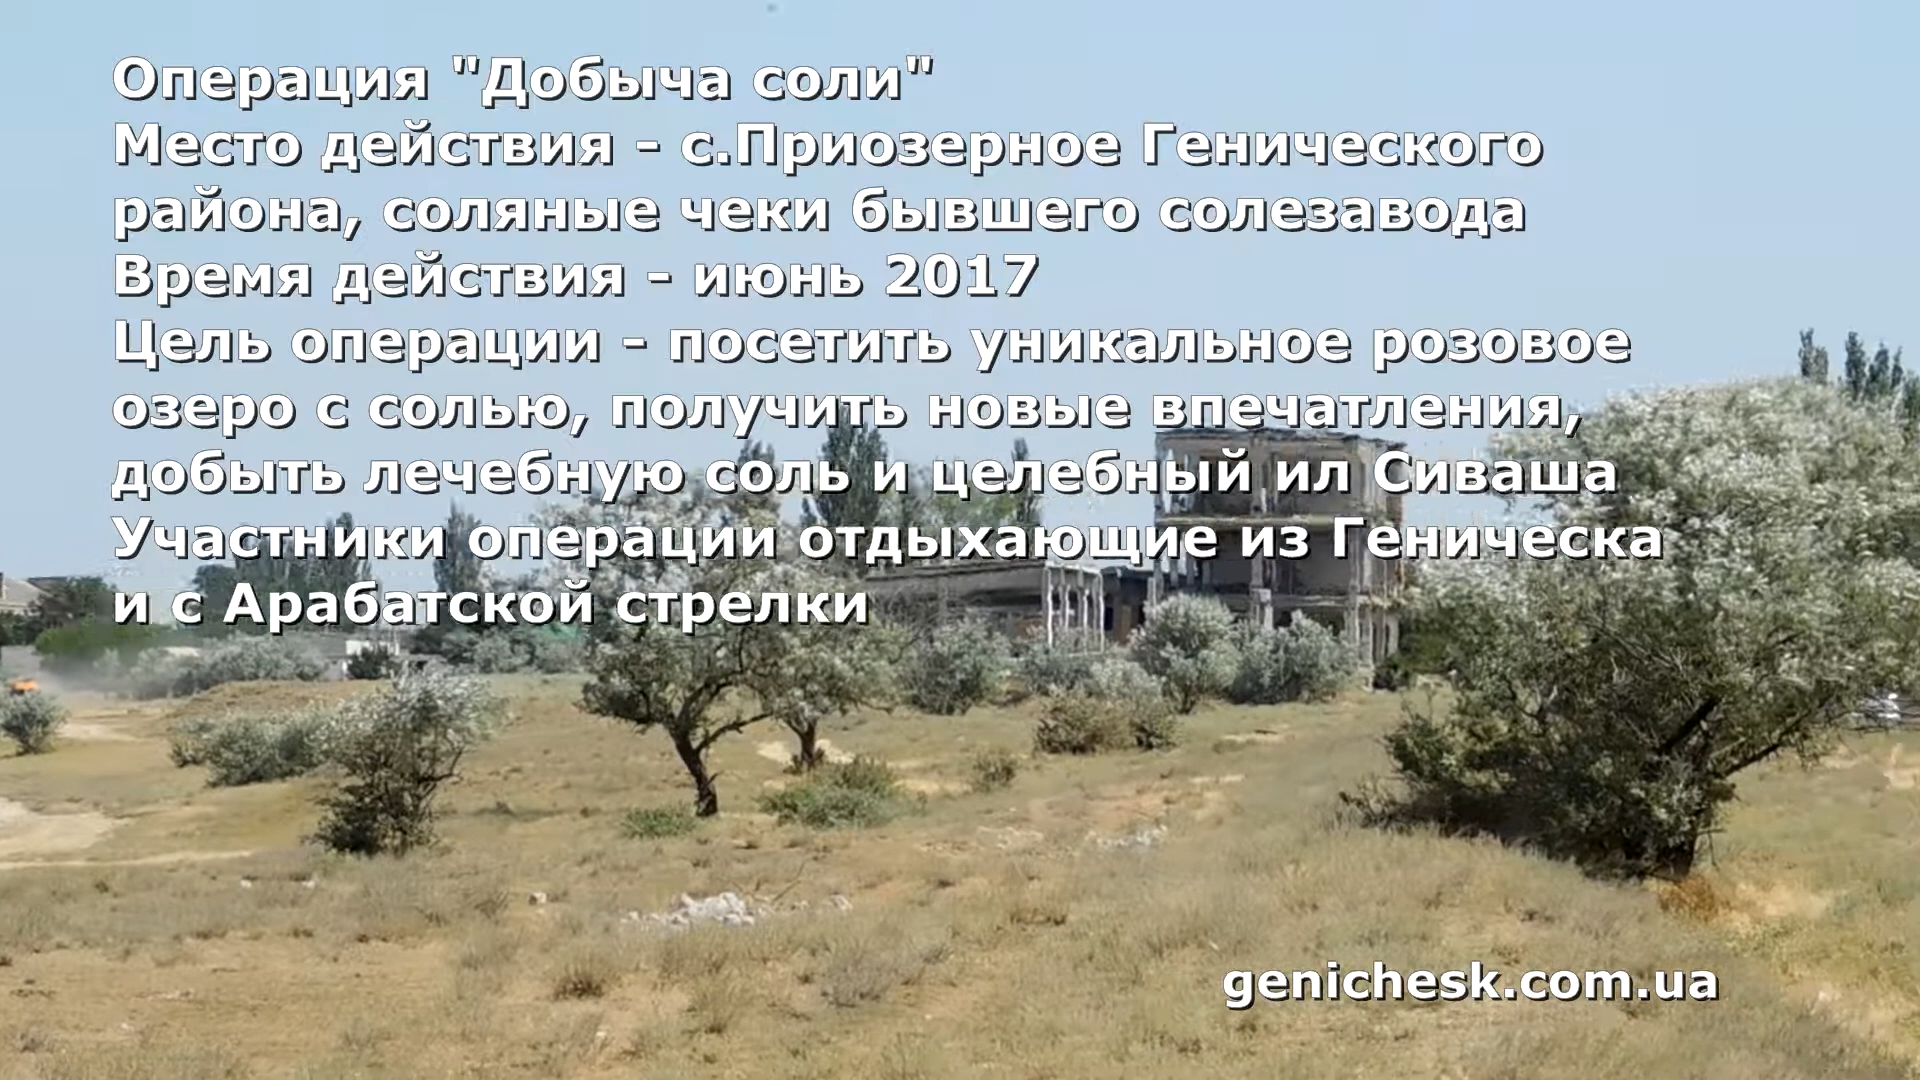 Операция "Добыча соли"
Место действия - с.Приозерное Генического
района, соляные чеки бывшего солезавода
Время действия - июнь 2017
Цель операции - посетить уникальное розовое
озеро с солью, получить новые впечатления,
добыть лечебную соль и целебный ил Сиваша
Участники операции отдыхающие из Геническа
и с Арабатской стрелки
genichesk.com.ua